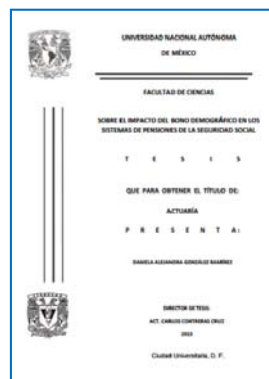 UNIVERSIDAD NACIONAL AUTÓNOMA
DE MÉXICO
FACULTAD DE CIENCIAS
SOBRE EL IMPACTO DEL BONO DEMOGRÁFICO EN LOS
SISTEMAS DE PENSIONES DE LA SEGURIDAD SOCIAL
T E S I S
QUE PARA OBTENER EL TÍTULO DE:
ACTUARÍA
P R E S E N T A:
DANIELA ALEJANDRA GONZÁLEZ RAMÍREZ
DIRECTOR DE TESIS:
ACT. CARLOS CONTRERAS CRUZ
Ciudad Universitaria, D. F.